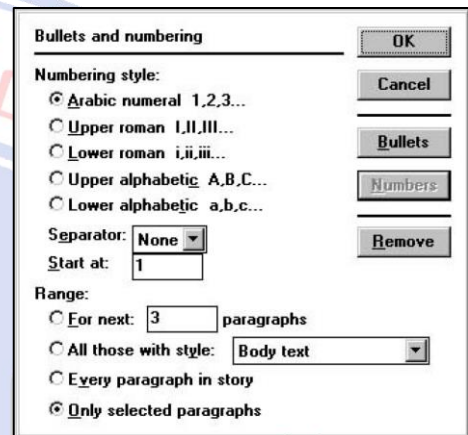 Bullets and numbering
OK
Numbering style:
Cancel
Arabic numeral 1,2,3...
Upper roman I,II,III...
Lower roman i,ii,iii...
Bullets
Upper alphabetic A,B,C...
Numbers
Lower alphabetic a,b,c...
Separator: None
Remove
Start at: 1
Range:
For next: 3 paragraphs
All those with style: Body text
Every paragraph in story
Only selected paragraphs